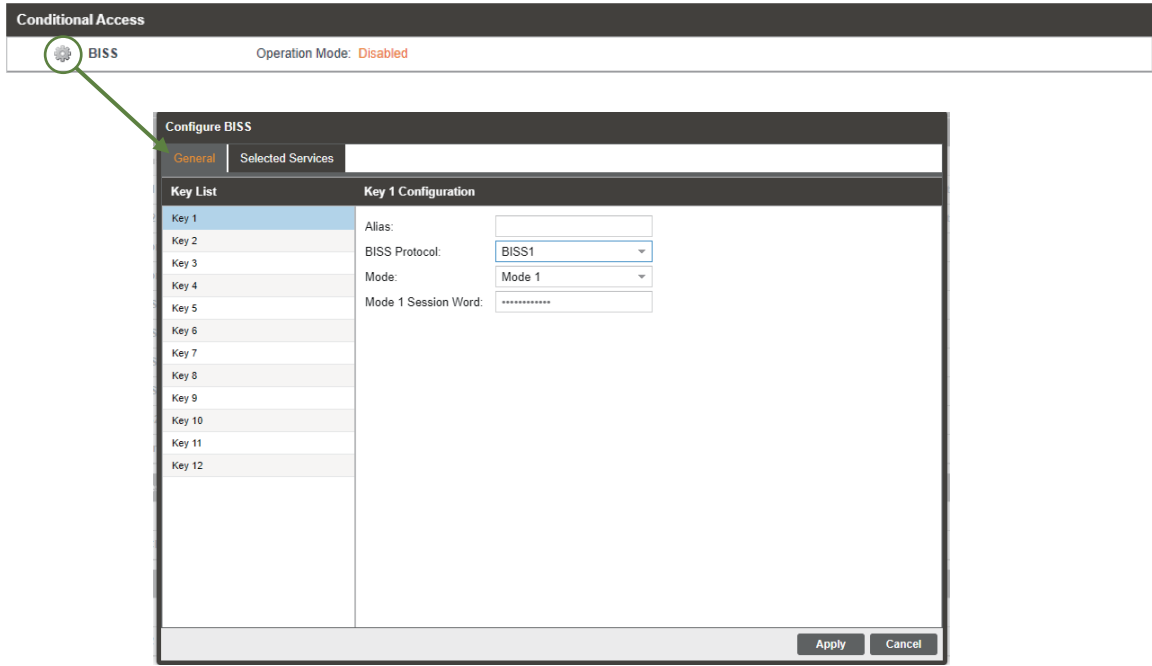 Conditional Access
BISS Operation Mode: Disabled
Configure BISS
General Selected Services
Key List Key 1 Configuration
Key 1
Key 2
Key 3
Key 4
Key 5
Key 6
Key 7
Key 8
Key 9
Key 10
Key 11
Key 12
Alias:
BISS Protocol: BISS1
Mode: Mode 1
Mode 1 Session Word: ••••••••••••
Apply Cancel